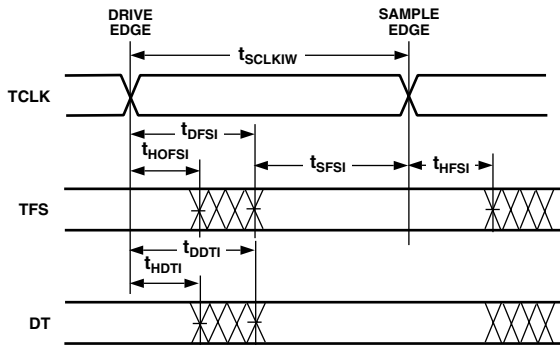 DRIVE
EDGE
SAMPLE
EDGE
tSCLKIW
TCLK
tDFSI
tHOFSI
tSFSI
tHFSI
TFS
tDDTI
tHDTI
DT